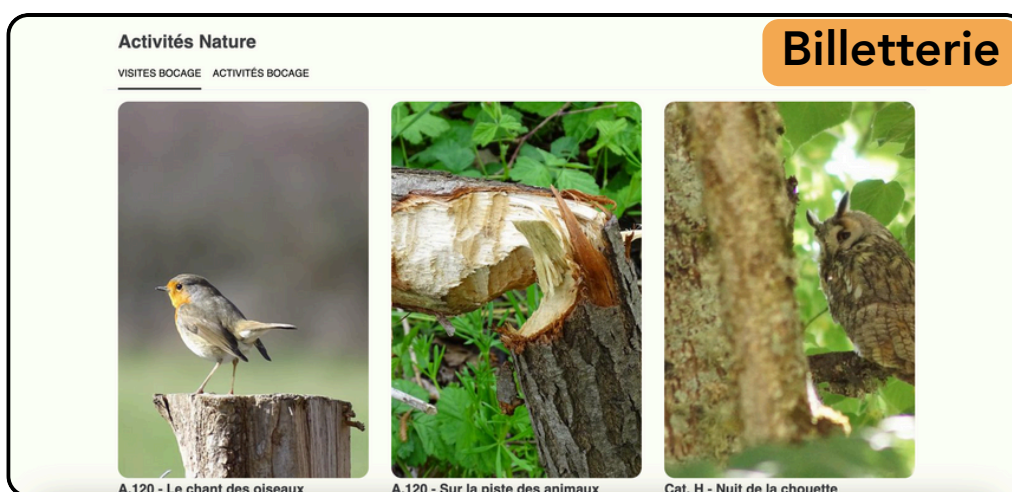 Activités Nature
Billetterie
VISITES BOCAGE ACTIVITÉS BOCAGE
A.120 - Le chant des oiseaux
A.120 - Sur la piste des animaux
Cat. H - Nuit de la chouette